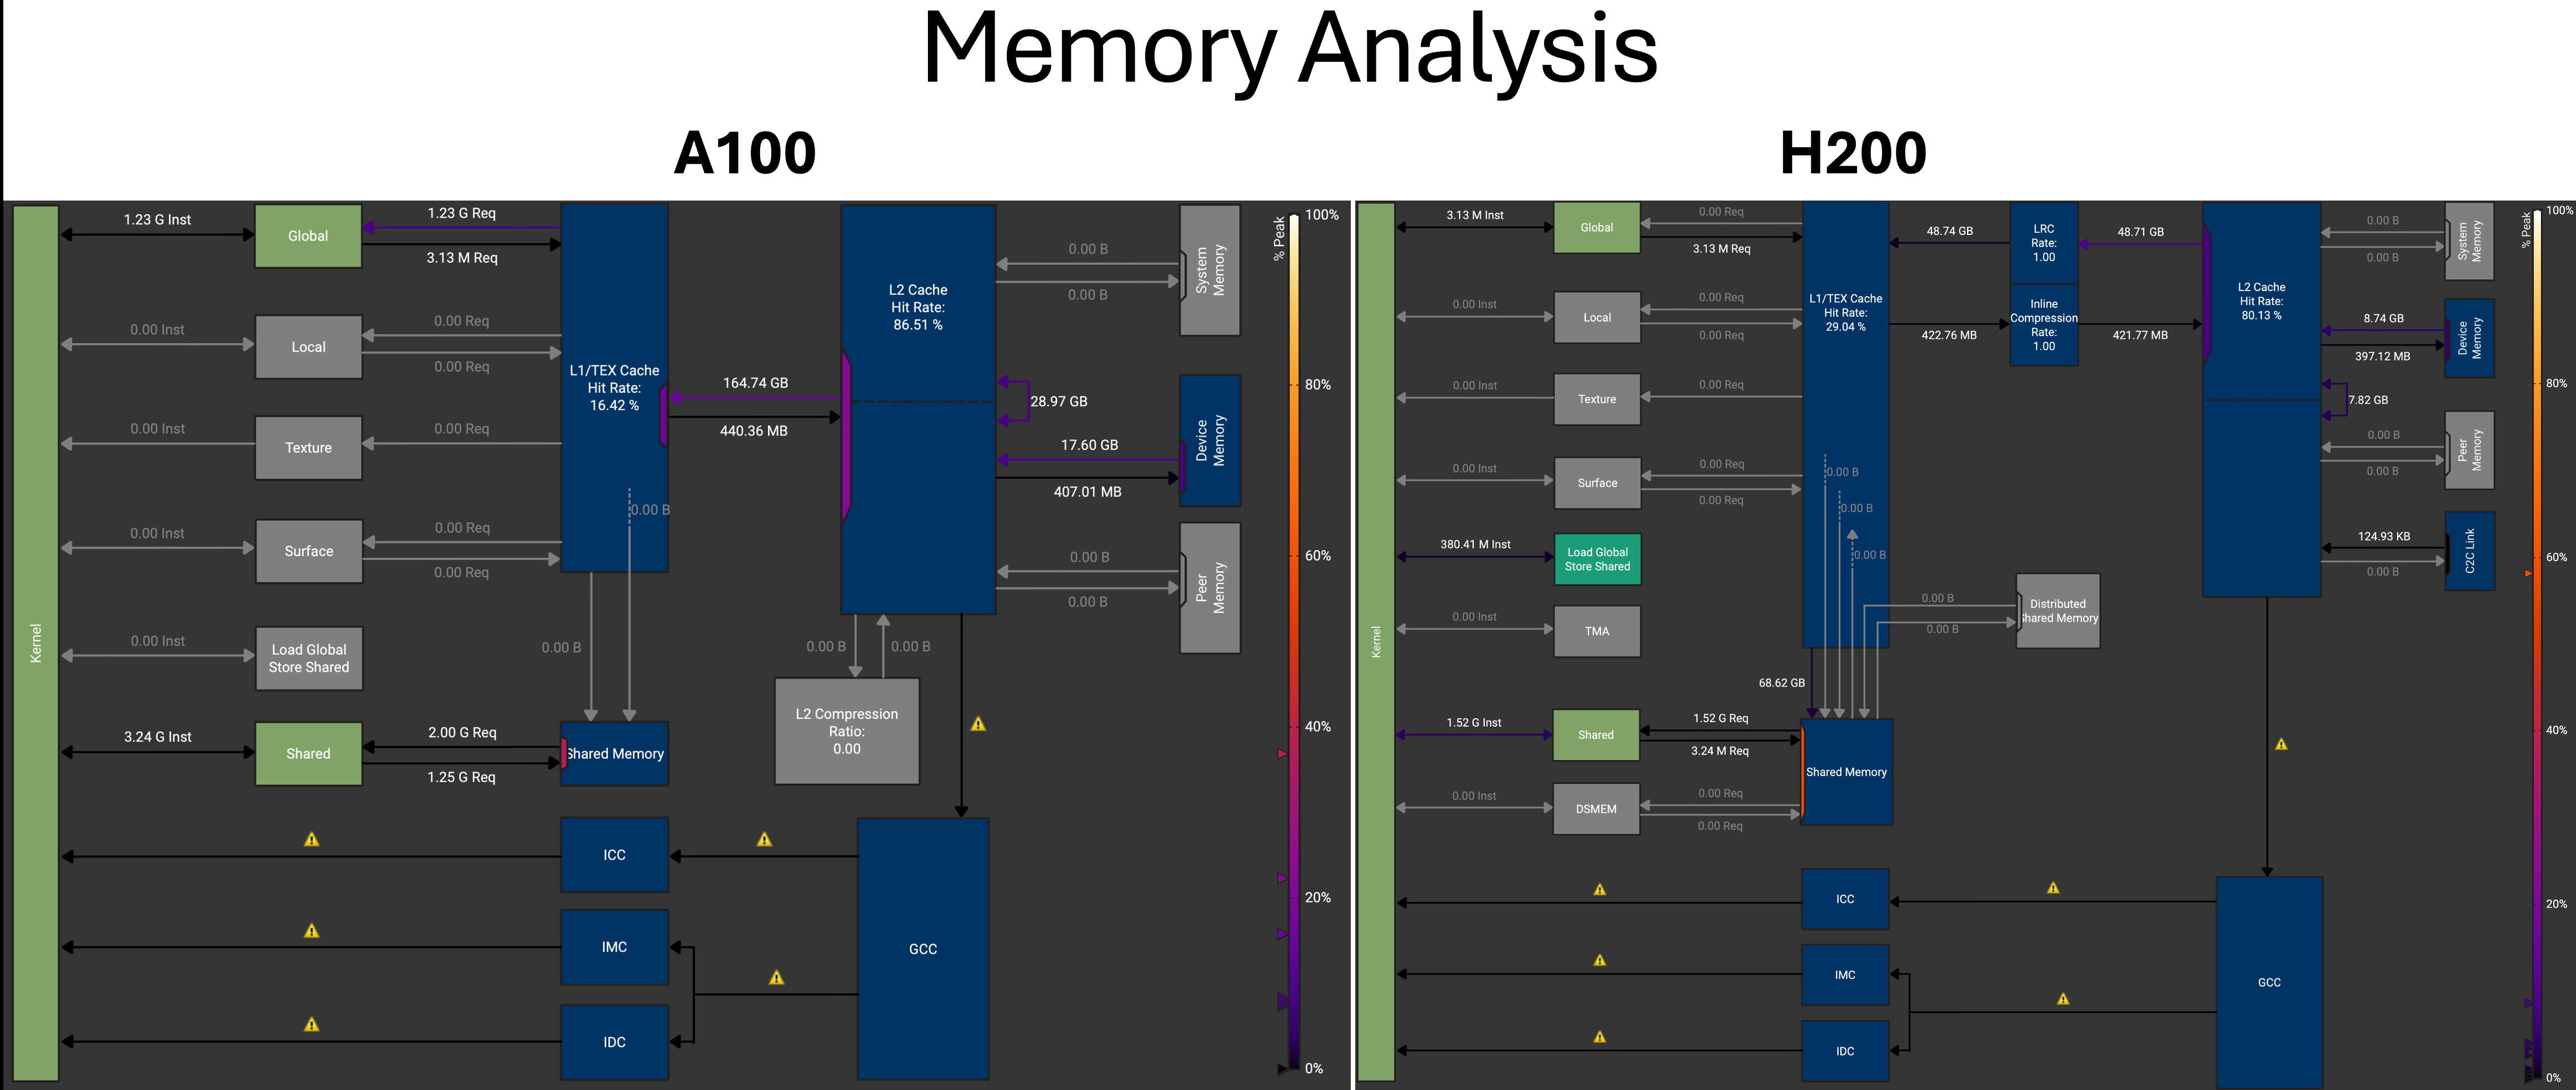 Memory Analysis
A100
H200
Kernel
1.23 G Inst
Global
1.23 G Req
3.13 M Req
0.00 Inst
Local
0.00 Req
0.00 Req
0.00 Inst
Texture
0.00 Req
0.00 Inst
Surface
0.00 Req
0.00 Req
0.00 Inst
Load Global
Store Shared
3.24 G Inst
Shared
2.00 G Req
1.25 G Req
L1/TEX Cache
Hit Rate:
16.42 %
0.00 B
0.00 B
Shared Memory
164.74 GB
440.36 MB
L2 Cache
Hit Rate:
86.51 %
0.00 B
0.00 B
L2 Compression
Ratio:
0.00
0.00 B
0.00 B
System
Memory
28.97 GB
17.60 GB
407.01 MB
Device
Memory
0.00 B
0.00 B
Peer
Memory
ICC
IMC
IDC
GCC
% Peak
100%
80%
60%
40%
20%
0%
Kernel
3.13 M Inst
Global
0.00 Req
3.13 M Req
0.00 Inst
Local
0.00 Req
0.00 Req
0.00 Inst
Texture
0.00 Req
0.00 Inst
Surface
0.00 Req
0.00 Req
380.41 M Inst
Load Global
Store Shared
0.00 Inst
TMA
1.52 G Inst
Shared
1.52 G Req
3.24 M Req
0.00 Inst
DSMEM
0.00 Req
0.00 Req
L1/TEX Cache
Hit Rate:
29.04 %
0.00 B
0.00 B
0.00 B
68.62 GB
Shared Memory
0.00 B
0.00 B
Distributed
Shared Memory
48.74 GB
422.76 MB
LRC
Rate:
1.00
Inline
Compression
Rate:
1.00
48.71 GB
421.77 MB
L2 Cache
Hit Rate:
80.13 %
0.00 B
0.00 B
System
Memory
8.74 GB
397.12 MB
Device
Memory
7.82 GB
0.00 B
0.00 B
Peer
Memory
124.93 KB
0.00 B
C2C Link
ICC
IMC
IDC
GCC
% Peak
100%
80%
60%
40%
20%
0%